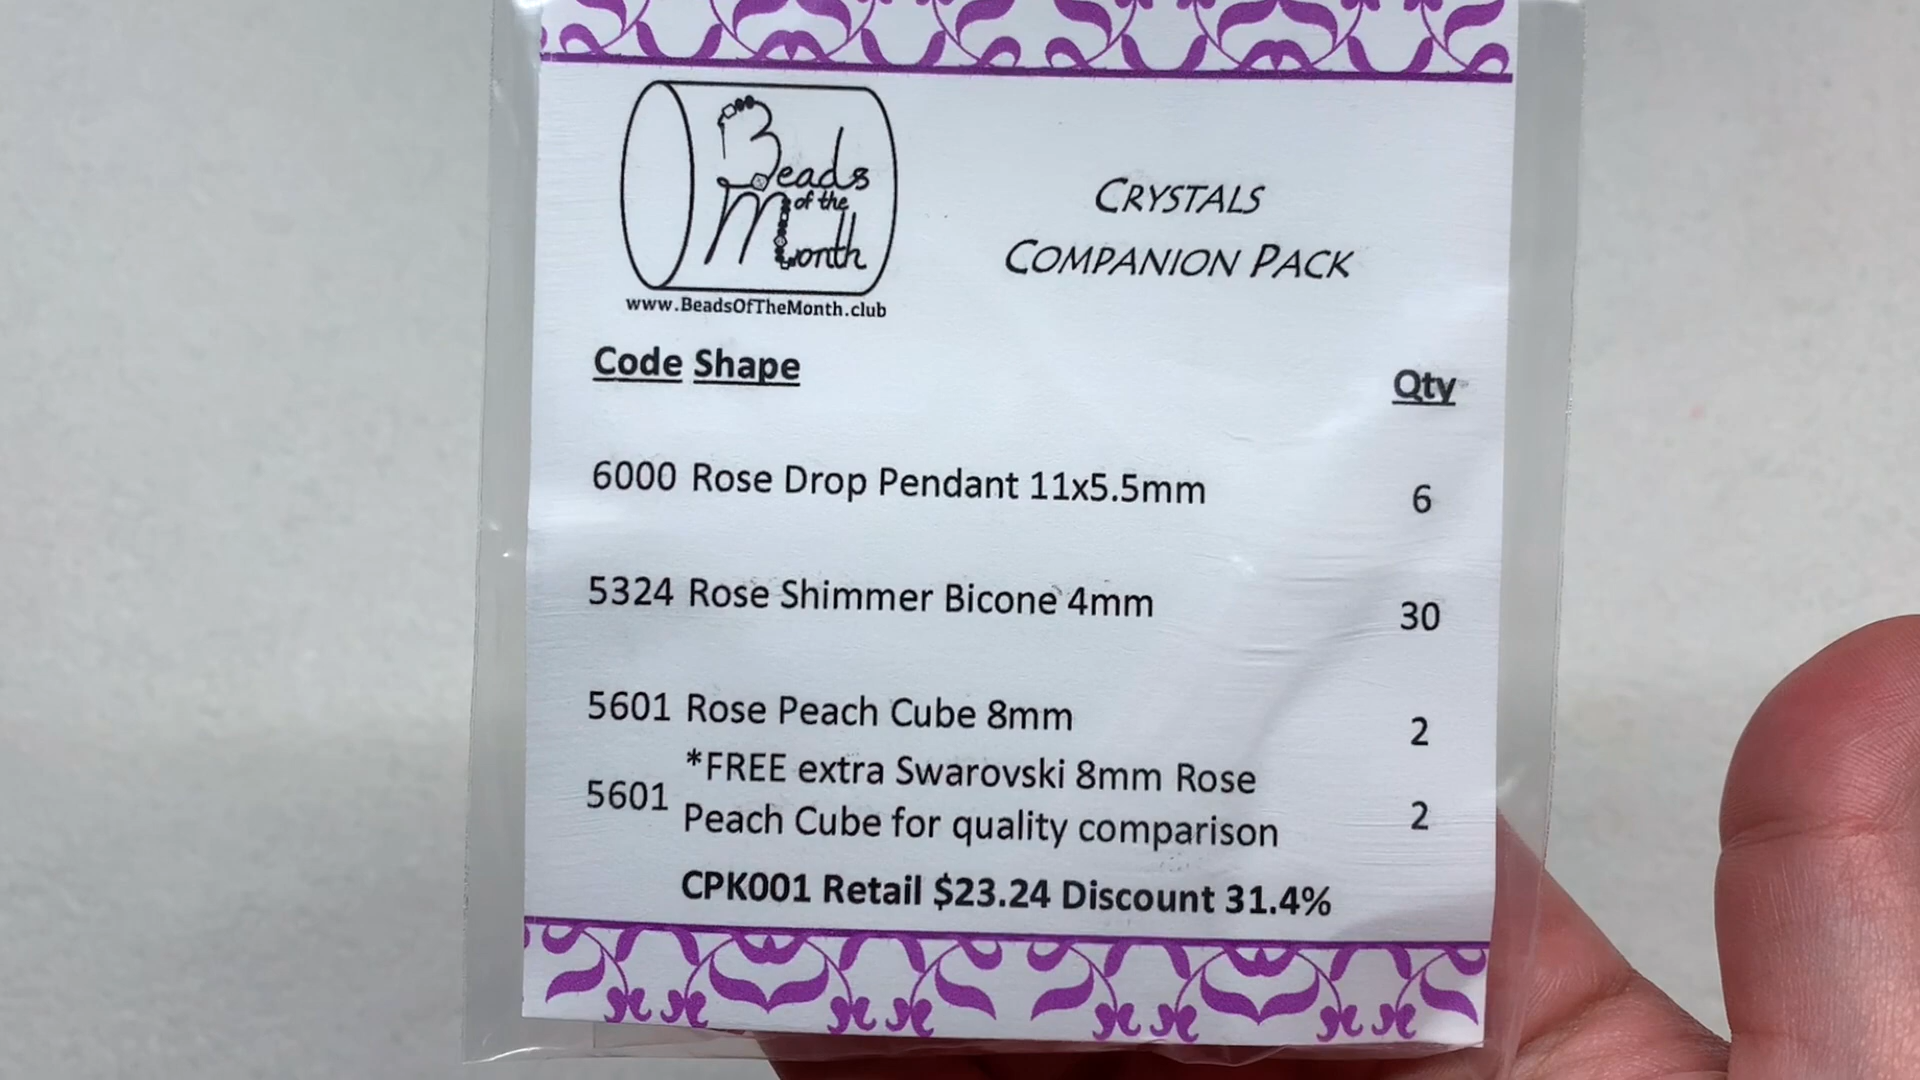 Beads
of the
Month
www.BeadsOfTheMonth.club
CRYSTALS
COMPANION PACK
Code Shape Qty
6000 Rose Drop Pendant 11x5.5mm 6
5324 Rose Shimmer Bicone 4mm 30
5601 Rose Peach Cube 8mm 2
*FREE extra Swarovski 8mm Rose
5601 Peach Cube for quality comparison 2
CPK001 Retail $23.24 Discount 31.4%